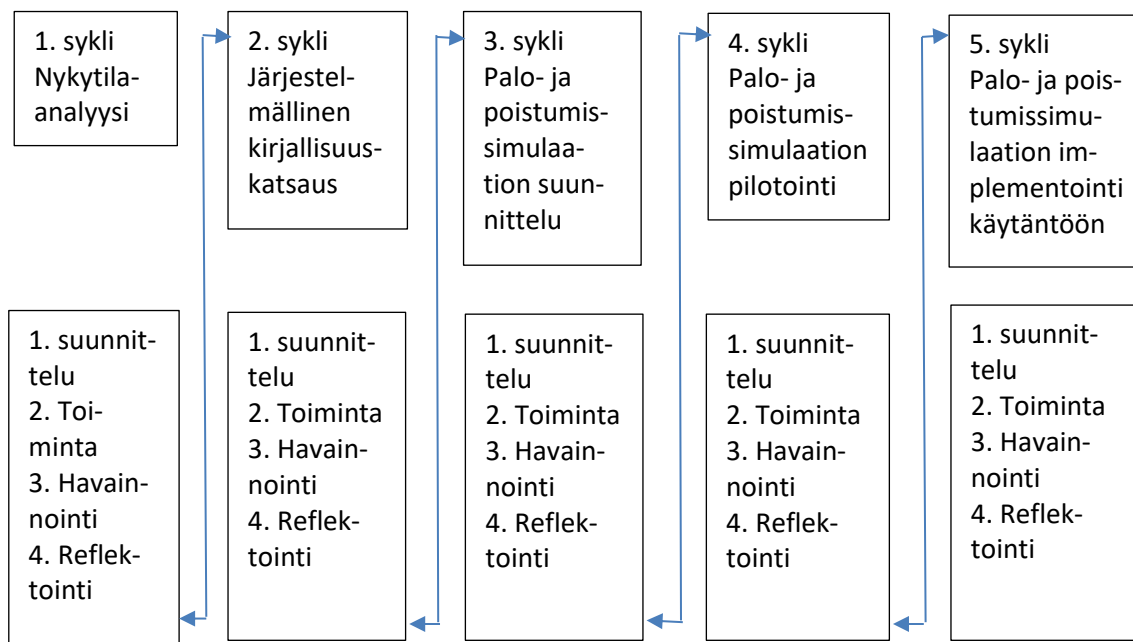 1. sykli
Nykytila-
analyysi
2. sykli
Järjestel-
mällinen
kirjallisuus-
katsaus
3. sykli
Palo- ja
poistumis-
simulaa-
tion suun-
nittelu
4. sykli
Palo- ja
poistumis-
simulaation
pilotointi
5. sykli
Palo- ja pois-
tumissimu-
laation im-
plementointi
käytäntöön
1. suunnit-
telu
2. Toi-
minta
3. Havain-
nointi
4. Reflek-
tointi
1. suunnit-
telu
2. Toiminta
3. Havain-
nointi
4. Reflek-
tointi
1. suunnit-
telu
2. Toiminta
3. Havain-
nointi
4. Reflek-
tointi
1. suunnit-
telu
2. Toiminta
3. Havain-
nointi
4. Reflek-
tointi
1. suunnit-
telu
2. Toiminta
3. Havain-
nointi
4. Reflek-
tointi